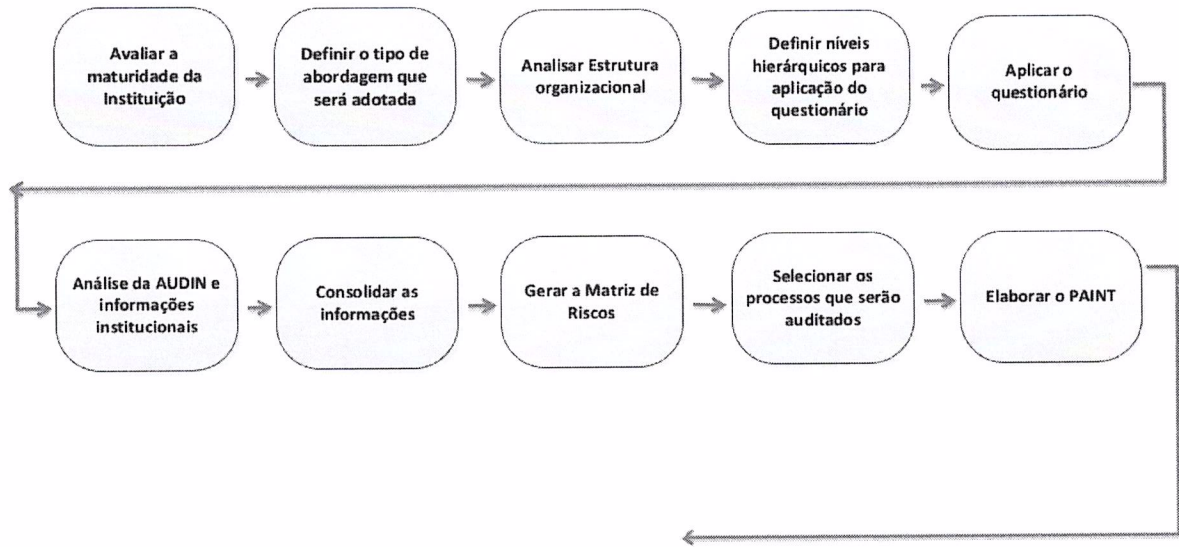 Avaliar a
maturidade da
Instituição
Definir o tipo de
abordagem que
será adotada
Analisar Estrutura
organizacional
Definir níveis
hierárquicos para
aplicação do
questionário
Aplicar o
questionário
Análise da AUDIN e
informações
institucionais
Consolidar as
informações
Gerar a Matriz de
Riscos
Selecionar os
processos que serão
auditados
Elaborar o PAINT